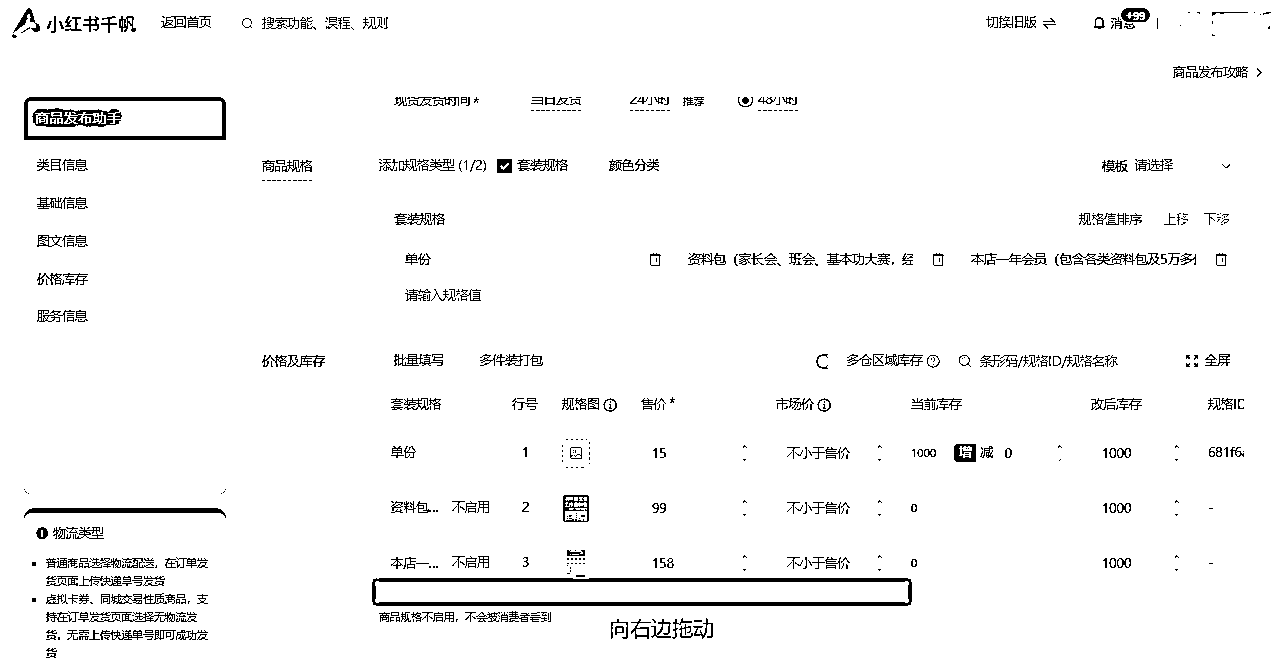 小红书千帆 返回首页 搜索功能、课程、规则 切换旧版 消息 +99
商品发布攻略
商品发布助手
类目信息
基础信息
图文信息
价格库存
服务信息
物流类型
普通商品选择物流配送，在订单发
货页面上传快递单号发货
虚拟卡券、同城交易性质商品，支
持在订单发货页面选择无物流发
货，无需上传快递单号即可成功发
货
现货发货时间* 当日发货 24小时 推荐 48小时
商品规格 添加规格类型 (1/2) 套装规格 颜色分类 模板 请选择
套装规格 规格值排序 上移 下移
单份 资料包（家长会、班会、基本功大赛，经 本店一年会员（包含各类资料包及5万多
请输入规格值
价格及库存 批量填写 多件装打包 多仓区域库存 条形码/规格ID/规格名称 全屏
套装规格 行号 规格图 售价* 市场价 当前库存 改后库存 规格ID
单份 1 15 不小于售价 1000 增 减 0 1000 681f6
资料包... 不启用 2 99 不小于售价 0 1000 -
本店一... 不启用 3 158 不小于售价 0 1000 -
商品规格不启用，不会被消费者看到
向右边拖动